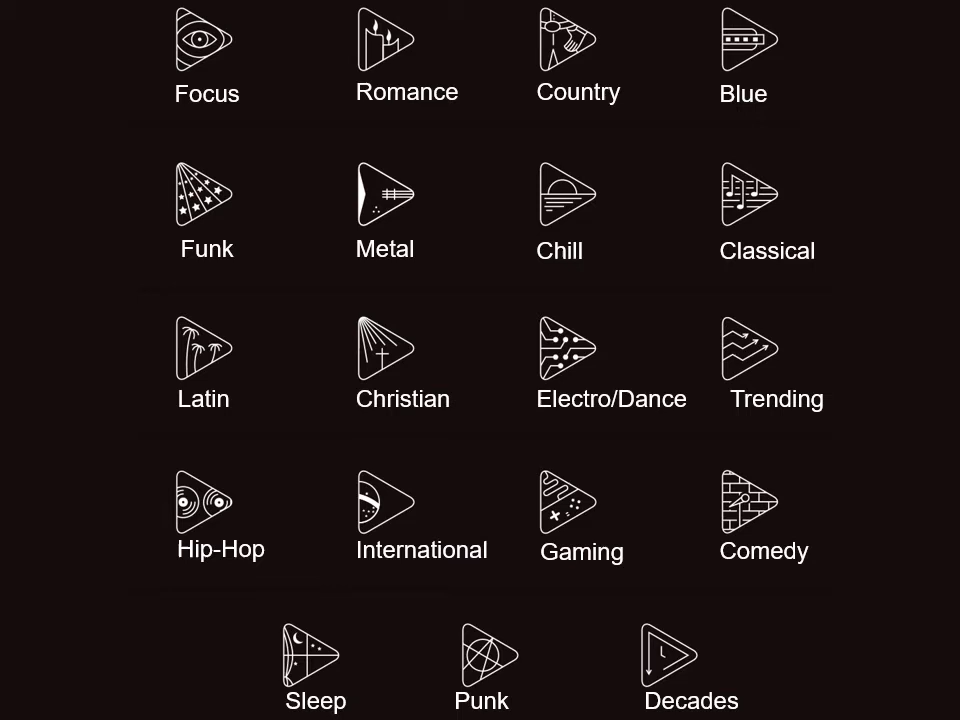 Focus
Romance
Country
Blue
Funk
Metal
Chill
Classical
Latin
Christian
Electro/Dance
Trending
Hip-Hop
International
Gaming
Comedy
Sleep
Punk
Decades